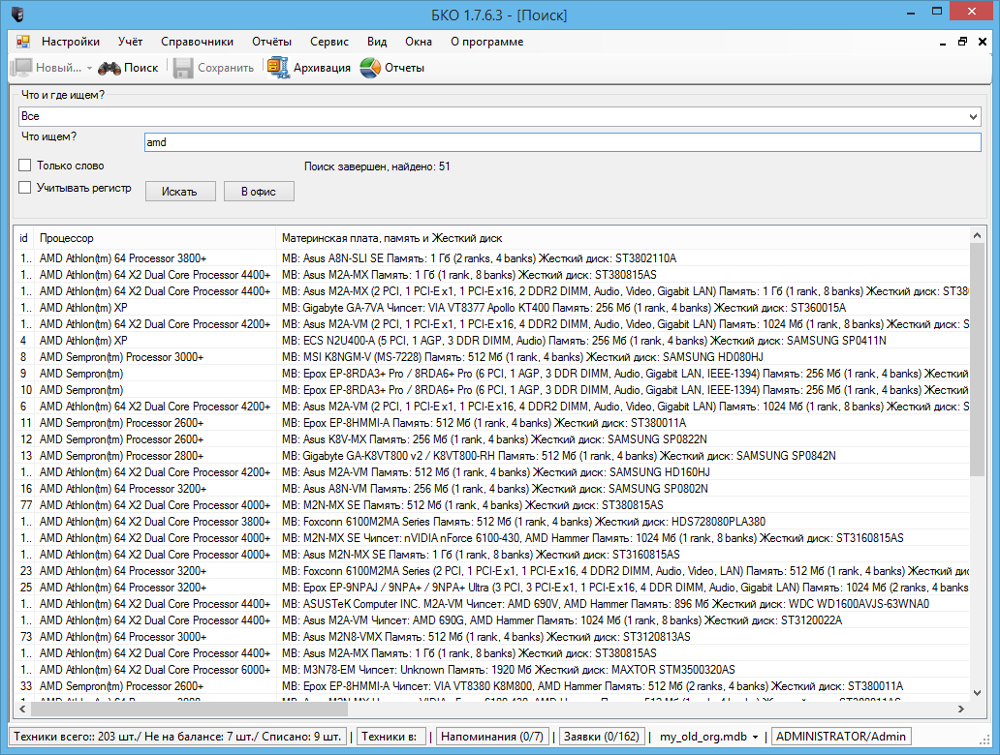 БКО 1.7.6.3 - [Поиск]
Настройки Учёт Справочники Отчёты Сервис Вид Окна О программе
Новый... Поиск Сохранить Архивация Отчеты
Что и где ищем?
Все
Что ищем?
amd
Только слово Поиск завершен, найдено: 51
Учитывать регистр Искать В офис
id Процессор Материнская плата, память и Жесткий диск
1.. AMD Athlon(tm) 64 Processor 3800+ MB: Asus A8N-SLI SE Память: 1 Гб (2 ranks, 4 banks) Жесткий диск: ST3802110A
1.. AMD Athlon(tm) 64 X2 Dual Core Processor 4400+ MB: Asus M2A-MX Память: 1 Гб (1 rank, 8 banks) Жесткий диск: ST380815AS
1.. AMD Athlon(tm) 64 X2 Dual Core Processor 4400+ MB: Asus M2A-MX (2 PCI, 1 PCI-E x1, 1 PCI-E x16, 2 DDR2 DIMM, Audio, Video, Gigabit LAN) Память: 1 Гб (1 rank, 8 banks) Жесткий диск: ST38
1.. AMD Athlon(tm) XP MB: Gigabyte GA-7VA Чипсет: VIA VT8377 Apollo KT400 Память: 256 Мб (1 rank, 4 banks) Жесткий диск: ST360015A
1.. AMD Athlon(tm) 64 X2 Dual Core Processor 4200+ MB: Asus M2A-VM (2 PCI, 1 PCI-E x1, 1 PCI-E x16, 4 DDR2 DIMM, Audio, Video, Gigabit LAN) Память: 1024 Мб (1 rank, 8 banks) Жесткий диск: S
4 AMD Athlon(tm) XP MB: ECS N2U400-A (5 PCI, 1 AGP, 3 DDR DIMM, Audio) Память: 256 Мб (1 rank, 4 banks) Жесткий диск: SAMSUNG SP0411N
8 AMD Sempron(tm) Processor 3000+ MB: MSI K8NGM-V (MS-7228) Память: 512 Мб (1 rank, 4 banks) Жесткий диск: SAMSUNG HD080HJ
9 AMD Sempron(tm) MB: Epox EP-8RDA3+ Pro / 8RDA6+ Pro (6 PCI, 1 AGP, 3 DDR DIMM, Audio, Gigabit LAN, IEEE-1394) Память: 256 Мб (1 rank, 4 banks) Жесткий
10 AMD Sempron(tm) MB: Epox EP-8RDA3+ Pro / 8RDA6+ Pro (6 PCI, 1 AGP, 3 DDR DIMM, Audio, Gigabit LAN, IEEE-1394) Память: 256 Мб (1 rank, 4 banks) Жесткий
6 AMD Athlon(tm) 64 X2 Dual Core Processor 4200+ MB: Asus M2A-VM (2 PCI, 1 PCI-E x1, 1 PCI-E x16, 4 DDR2 DIMM, Audio, Video, Gigabit LAN) Память: 1024 Мб (1 rank, 8 banks) Жесткий диск: S
11 AMD Sempron(tm) Processor 2600+ MB: Epox EP-8HMMI-A Память: 512 Мб (1 rank, 4 banks) Жесткий диск: ST380011A
12 AMD Sempron(tm) Processor 2600+ MB: Asus K8V-MX Память: 256 Мб (1 rank, 4 banks) Жесткий диск: SAMSUNG SP0822N
13 AMD Sempron(tm) Processor 2800+ MB: Gigabyte GA-K8VT800 v2 / K8VT800-RH Память: 512 Мб (1 rank, 4 banks) Жесткий диск: SAMSUNG SP0842N
1.. AMD Athlon(tm) 64 X2 Dual Core Processor 4200+ MB: Asus M2A-VM Память: 512 Мб (1 rank, 4 banks) Жесткий диск: SAMSUNG HD160HJ
16 AMD Athlon(tm) 64 Processor 3200+ MB: Asus A8N-VM Память: 256 Мб (1 rank, 4 banks) Жесткий диск: SAMSUNG SP0802N
77 AMD Athlon(tm) 64 X2 Dual Core Processor 4000+ MB: M2N-MX SE Память: 512 Мб (1 rank, 4 banks) Жесткий диск: ST380815AS
1.. AMD Athlon(tm) 64 X2 Dual Core Processor 3800+ MB: Foxconn 6100M2MA Series Память: 512 Мб (1 rank, 4 banks) Жесткий диск: HDS728080PLA380
1.. AMD Athlon(tm) 64 X2 Dual Core Processor 4000+ MB: M2N-MX SE Чипсет: nVIDIA nForce 6100-430, AMD Hammer Память: 1024 Мб (1 rank, 8 banks) Жесткий диск: ST3160815AS
1.. AMD Athlon(tm) 64 X2 Dual Core Processor 4000+ MB: Asus M2N-MX SE Память: 1 Гб (1 rank, 8 banks) Жесткий диск: ST3160815AS
23 AMD Athlon(tm) 64 Processor 3200+ MB: Foxconn 6100M2MA Series (2 PCI, 1 PCI-E x1, 1 PCI-E x16, 4 DDR2 DIMM, Audio, Video, LAN) Память: 512 Мб (1 rank, 4 banks) Жесткий дис
25 AMD Athlon(tm) 64 Processor 3200+ MB: Epox EP-9NPAJ / 9NPA+ / 9NPA+ Ultra (3 PCI, 3 PCI-E x1, 1 PCI-E x16, 4 DDR DIMM, Audio, Gigabit LAN) Память: 1024 Мб (2 ranks, 4 banks
1.. AMD Athlon(tm) 64 X2 Dual Core Processor 4400+ MB: ASUSTeK Computer INC. M2A-VM Чипсет: AMD 690V, AMD Hammer Память: 896 Мб Жесткий диск: WDC WD1600AVJS-63WNA0
1.. AMD Athlon(tm) 64 X2 Dual Core Processor 4400+ MB: Asus M2A-VM Чипсет: AMD 690G, AMD Hammer Память: 1024 Мб (1 rank, 8 banks) Жесткий диск: ST3120022A
73 AMD Athlon(tm) 64 Processor 3000+ MB: Asus M2N8-VMX Память: 512 Мб (1 rank, 4 banks) Жесткий диск: ST3120813AS
1.. AMD Athlon(tm) 64 X2 Dual Core Processor 4400+ MB: Asus M2A-MX Память: 1 Гб (1 rank, 8 banks) Жесткий диск: ST380815AS
1.. AMD Athlon(tm) 64 X2 Dual Core Processor 6000+ MB: M3N78-EM Чипсет: Unknown Память: 1920 Мб Жесткий диск: MAXTOR STM3500320AS
33 AMD Sempron(tm) Processor 2600+ MB: Epox EP-8HMMI-A Чипсет: VIA VT8380 K8M800, AMD Hammer Память: 512 Мб (2 ranks, 4 banks) Жесткий диск: ST380011A
Техники всего:: 203 шт./ Не на балансе: 7 шт./ Списано: 9 шт. | Техники в: | Напоминания (0/7) | Заявки (0/162) | my_old_org.mdb | ADMINISTRATOR/Admin